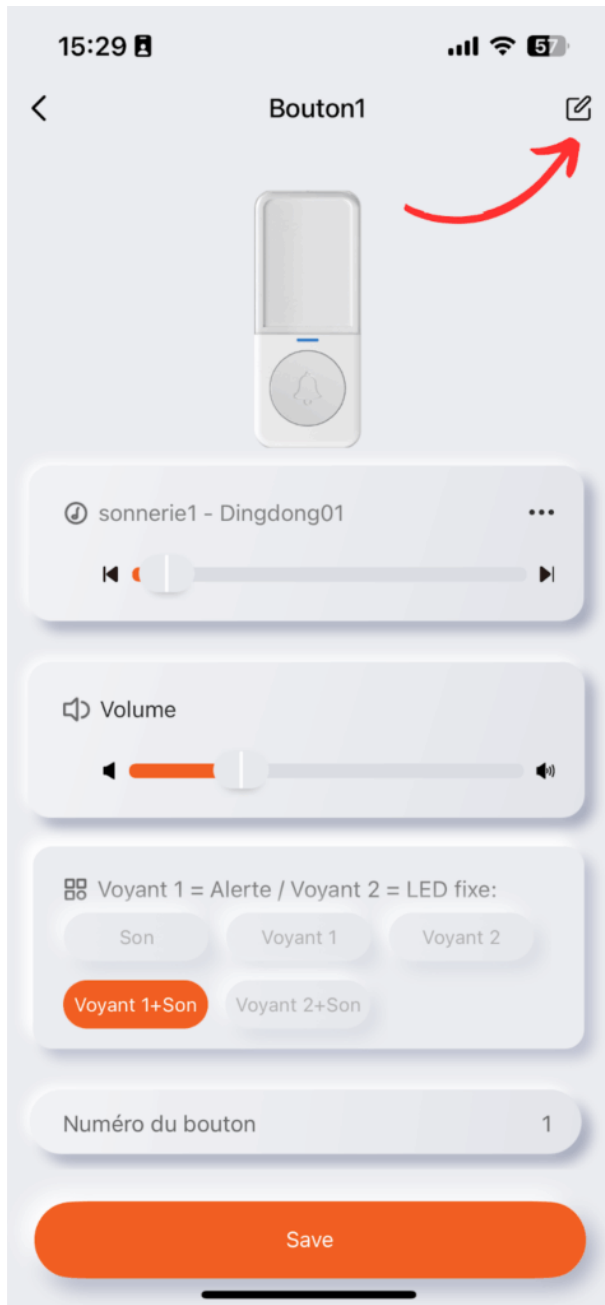 15:29
57
Bouton1
sonnerie1 - Dingdong01
Volume
Voyant 1 = Alerte / Voyant 2 = LED fixe:
Son Voyant 1 Voyant 2
Voyant 1+Son Voyant 2+Son
Numéro du bouton 1
Save